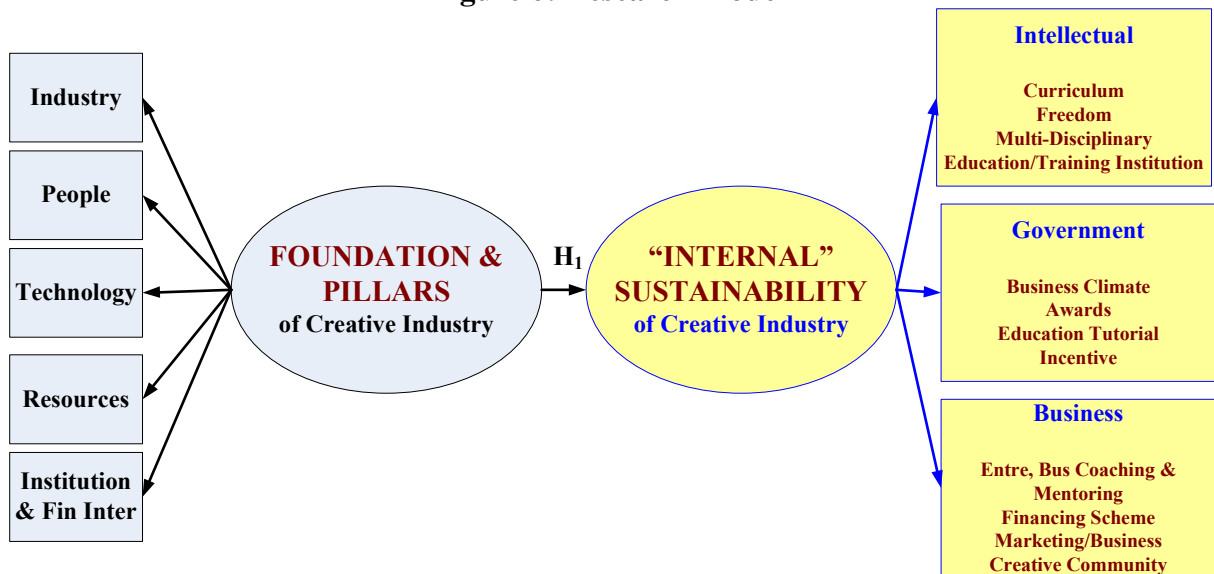 Industry
People
Technology
Resources
Institution
& Fin Inter
FOUNDATION &
PILLARS
of Creative Industry
H1
“INTERNAL”
SUSTAINABILITY
of Creative Industry
Intellectual
Curriculum
Freedom
Multi-Disciplinary
Education/Training Institution
Government
Business Climate
Awards
Education Tutorial
Incentive
Business
Entre, Bus Coaching &
Mentoring
Financing Scheme
Marketing/Business
Creative Community